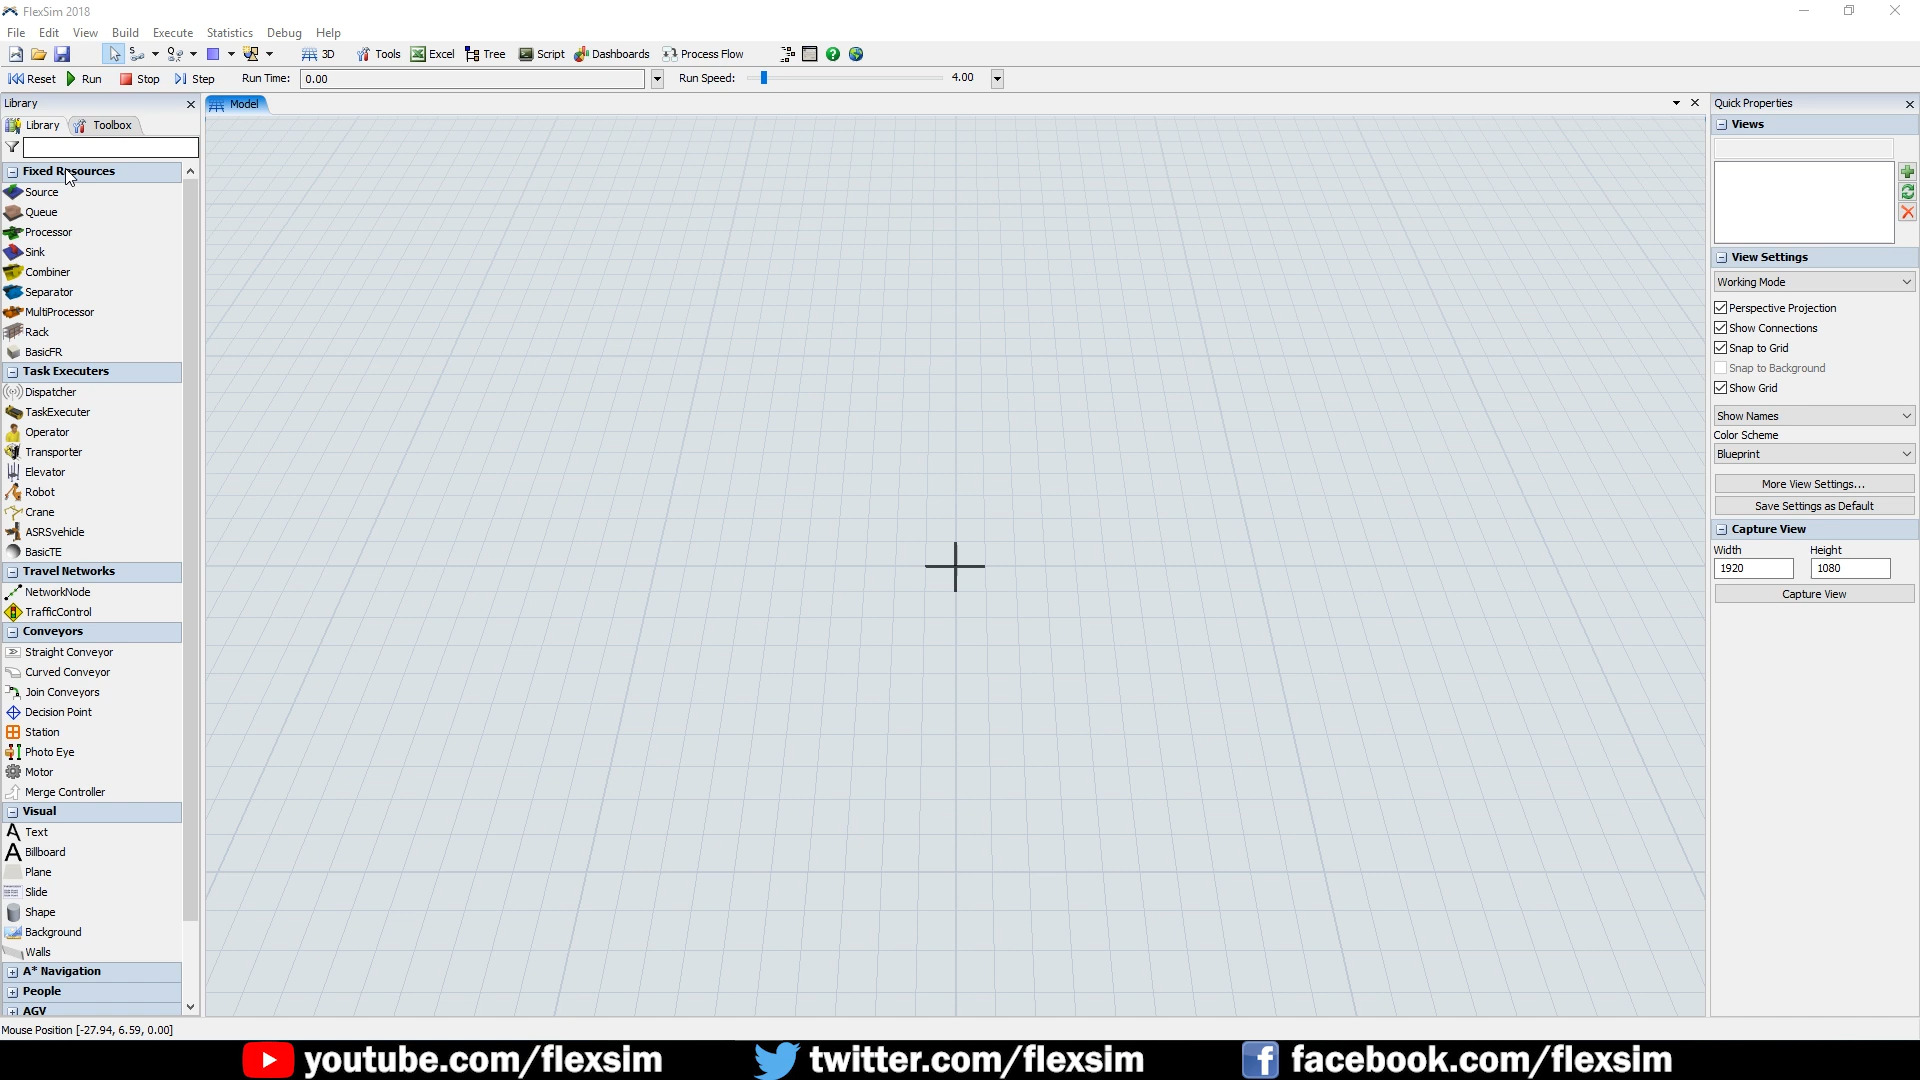 FlexSim 2018
File Edit View Build Execute Statistics Debug Help
3D Tools Excel Tree Script Dashboards Process Flow
Reset Run Stop Step Run Time: 0.00 Run Speed: 4.00
Library
Library Toolbox
Fixed Resources
Source
Queue
Processor
Sink
Combiner
Separator
MultiProcessor
Rack
BasicFR
Task Executers
Dispatcher
TaskExecuter
Operator
Transporter
Elevator
Robot
Crane
ASRSvehicle
BasicTE
Travel Networks
NetworkNode
TrafficControl
Conveyors
Straight Conveyor
Curved Conveyor
Join Conveyors
Decision Point
Station
Photo Eye
Motor
Merge Controller
Visual
Text
Billboard
Plane
Slide
Shape
Background
Walls
A* Navigation
People
AGV
Model
Quick Properties
Views
View Settings
Working Mode
Perspective Projection
Show Connections
Snap to Grid
Snap to Background
Show Grid
Show Names
Color Scheme
Blueprint
More View Settings...
Save Settings as Default
Capture View
Width Height
1920 1080
Capture View
Mouse Position [-27.94, 6.59, 0.00]
youtube.com/flexsim twitter.com/flexsim facebook.com/flexsim